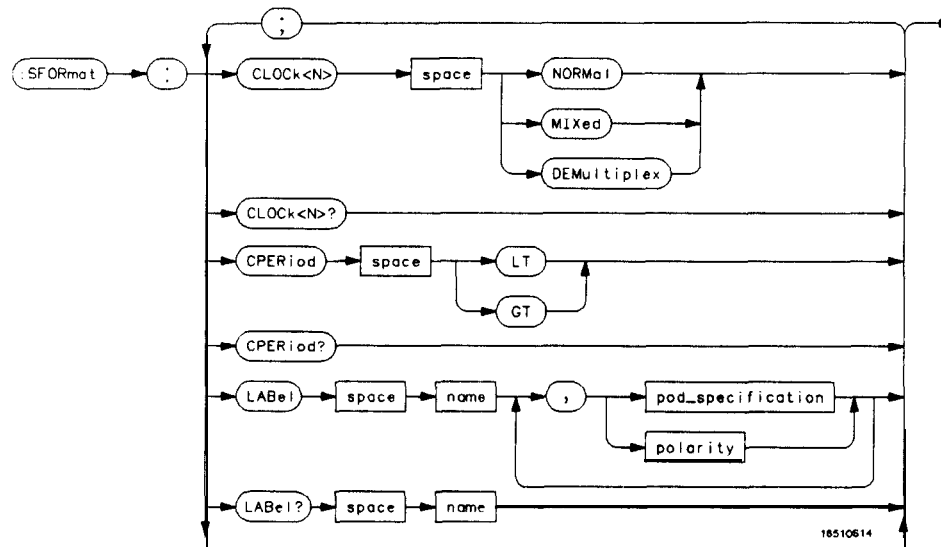 ;
:SFORmat : CLOCk<N> space NORMal
MIXed
DEMultiplex
CLOCk<N>?
CPERiod space LT
GT
CPERiod?
LABel space name , pod_specification
polarity
LABel? space name
16510S14